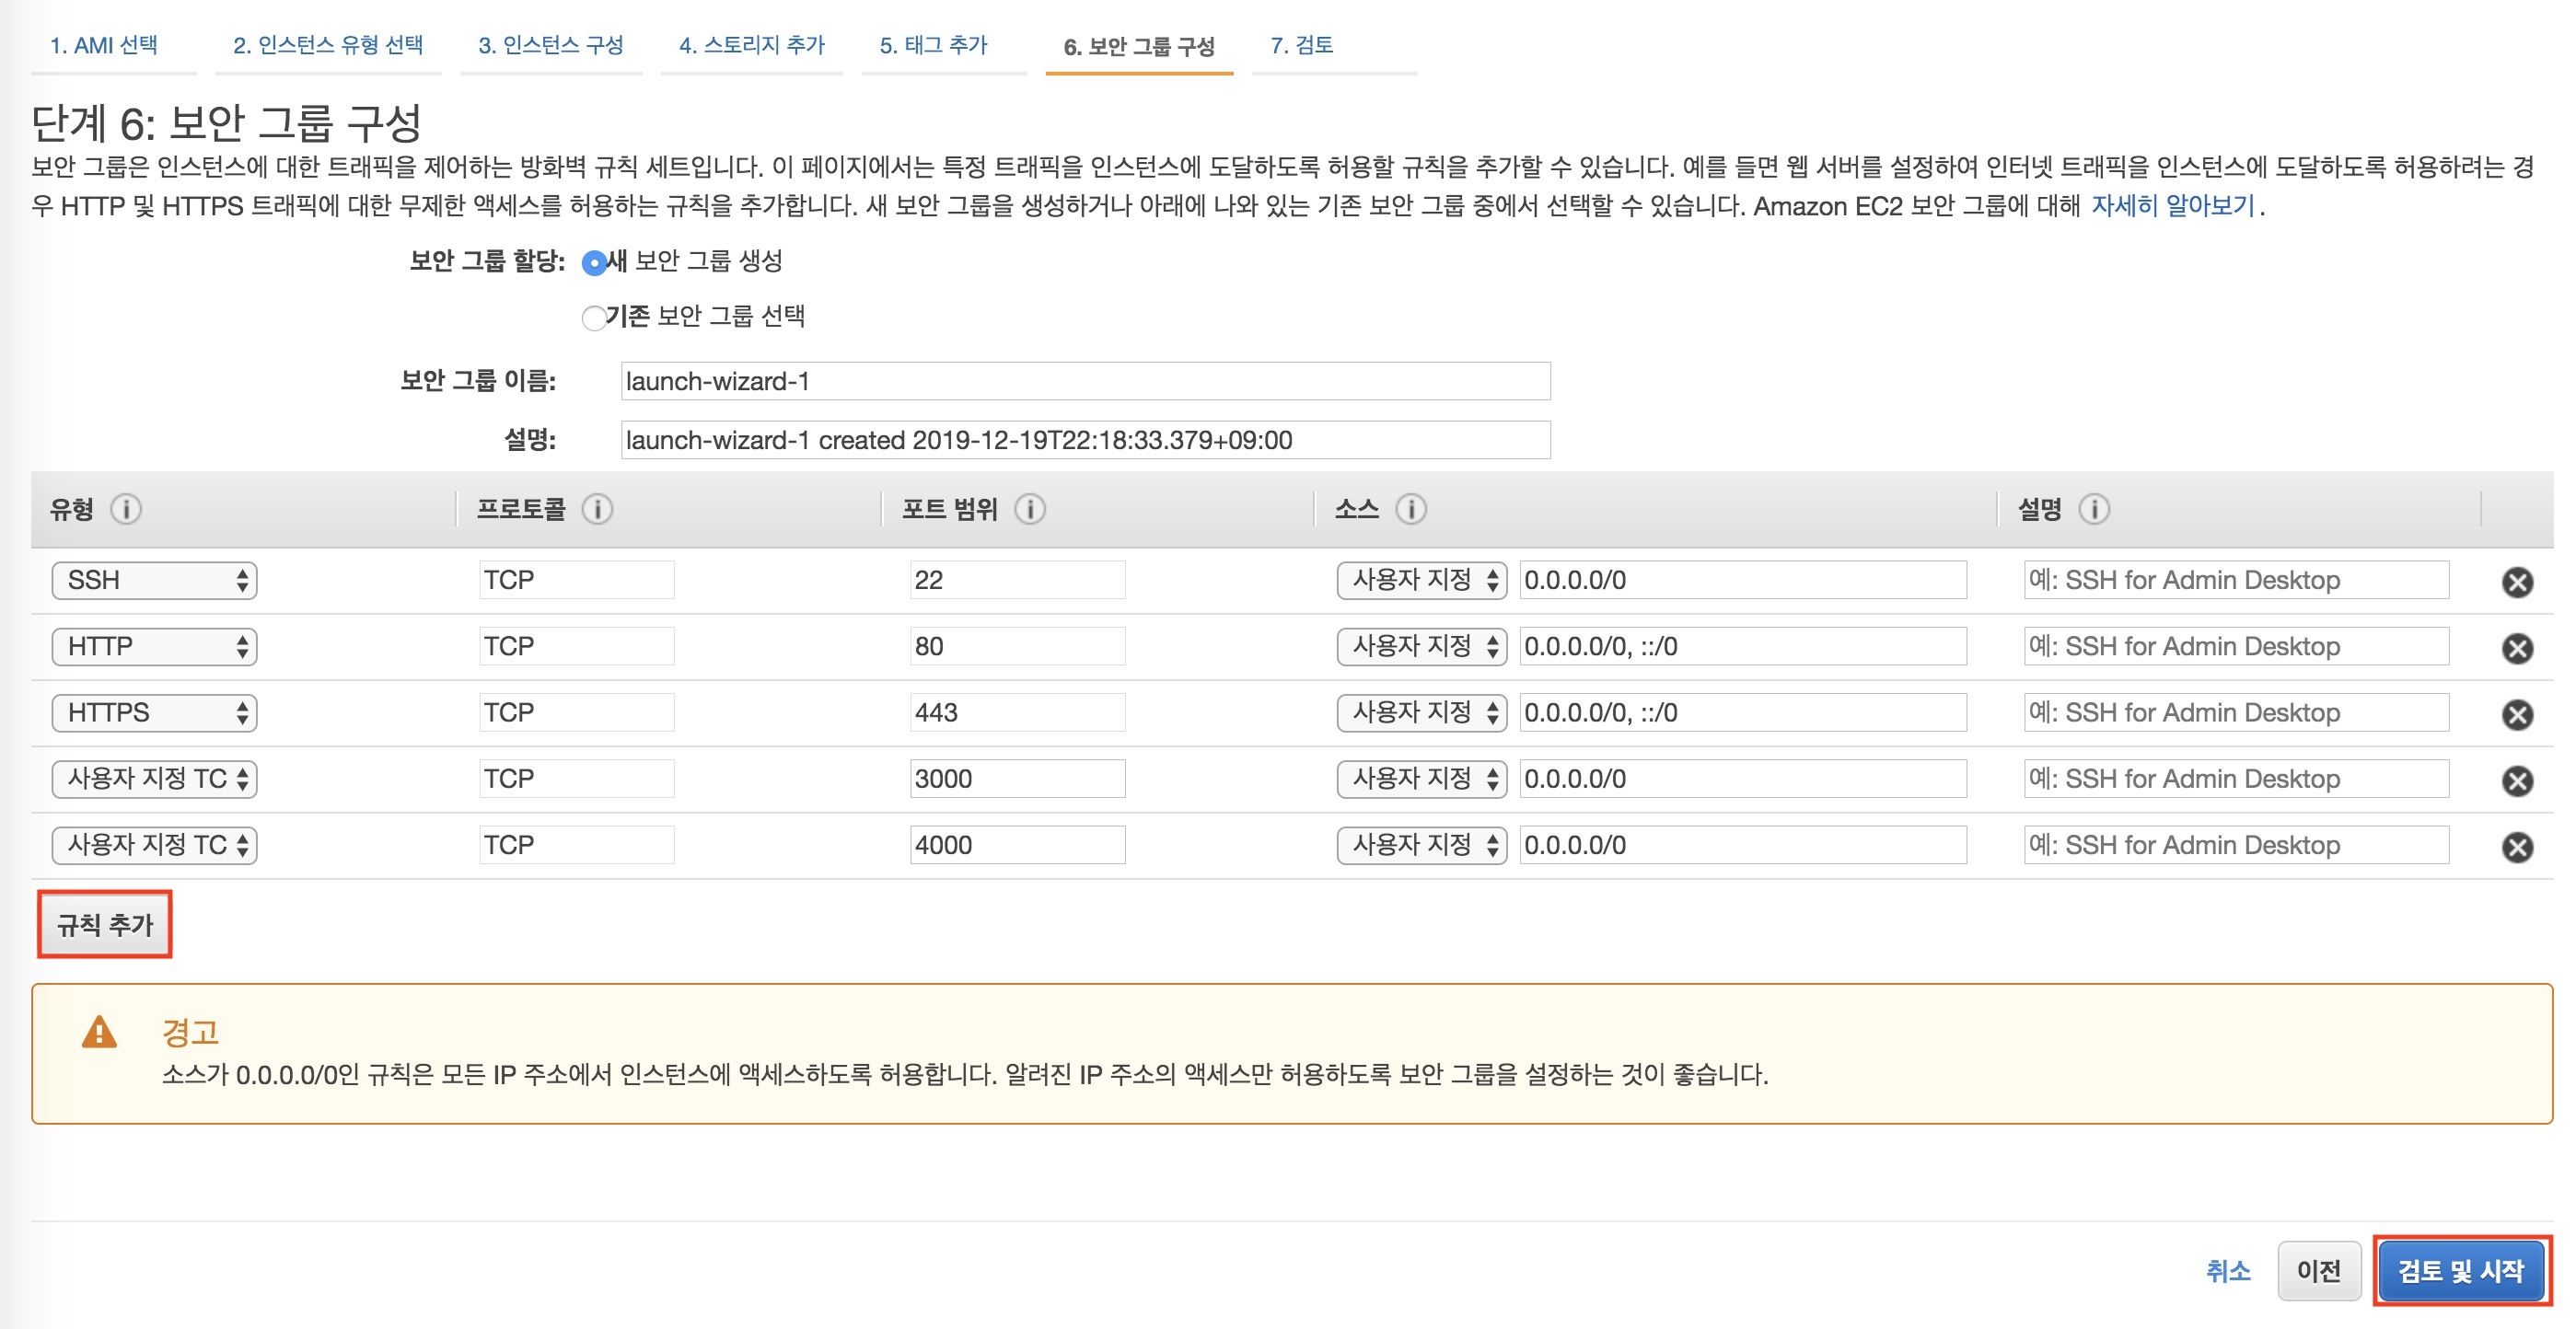 1. AMI 선택 2. 인스턴스 유형 선택 3. 인스턴스 구성 4. 스토리지 추가 5. 태그 추가 6. 보안 그룹 구성 7. 검토
단계 6: 보안 그룹 구성
보안 그룹은 인스턴스에 대한 트래픽을 제어하는 방화벽 규칙 세트입니다. 이 페이지에서는 특정 트래픽을 인스턴스에 도달하도록 허용할 규칙을 추가할 수 있습니다. 예를 들면 웹 서버를 설정하여 인터넷 트래픽을 인스턴스에 도달하도록 허용하려는 경
우 HTTP 및 HTTPS 트래픽에 대한 무제한 액세스를 허용하는 규칙을 추가합니다. 새 보안 그룹을 생성하거나 아래에 나와 있는 기존 보안 그룹 중에서 선택할 수 있습니다. Amazon EC2 보안 그룹에 대해 자세히 알아보기.
보안 그룹 할당: 새 보안 그룹 생성
기존 보안 그룹 선택
보안 그룹 이름: launch-wizard-1
설명: launch-wizard-1 created 2019-12-19T22:18:33.379+09:00
유형 프로토콜 포트 범위 소스 설명
SSH TCP 22 사용자 지정 0.0.0.0/0 예: SSH for Admin Desktop
HTTP TCP 80 사용자 지정 0.0.0.0/0, ::/0 예: SSH for Admin Desktop
HTTPS TCP 443 사용자 지정 0.0.0.0/0, ::/0 예: SSH for Admin Desktop
사용자 지정 TC TCP 3000 사용자 지정 0.0.0.0/0 예: SSH for Admin Desktop
사용자 지정 TC TCP 4000 사용자 지정 0.0.0.0/0 예: SSH for Admin Desktop
규칙 추가
경고
소스가 0.0.0.0/0인 규칙은 모든 IP 주소에서 인스턴스에 액세스하도록 허용합니다. 알려진 IP 주소의 액세스만 허용하도록 보안 그룹을 설정하는 것이 좋습니다.
취소 이전 검토 및 시작